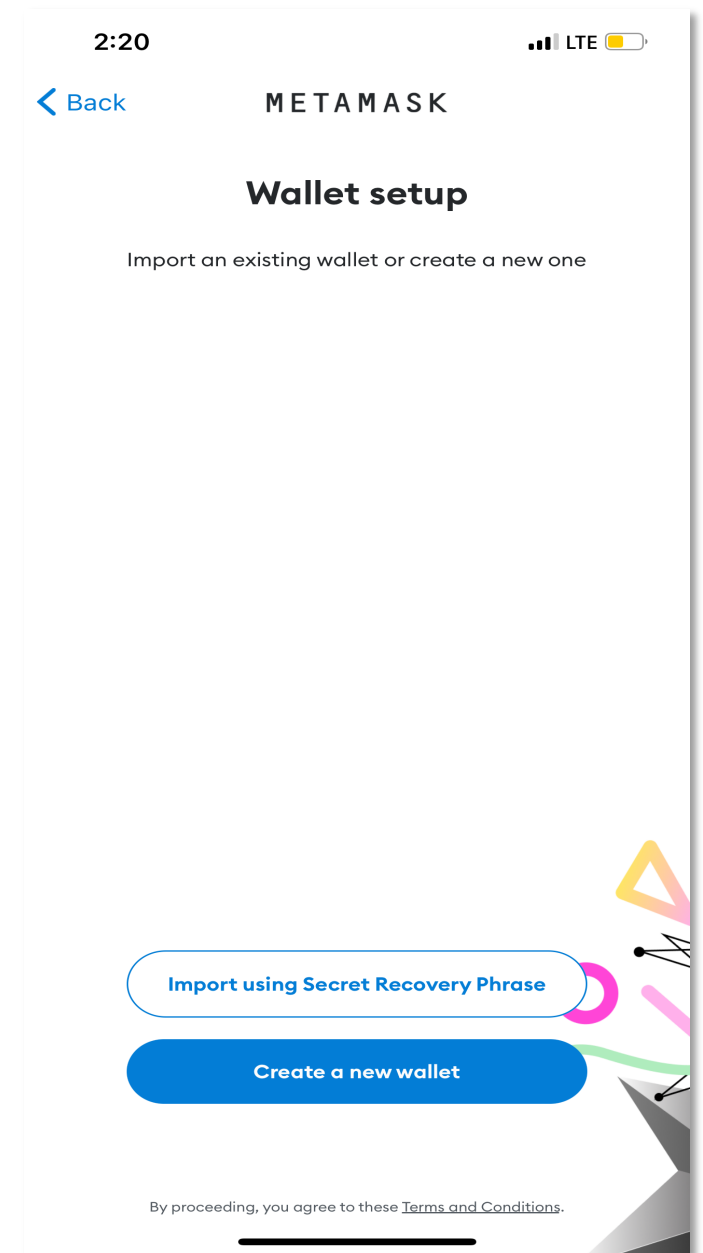 2:20
LTE
Back
METAMASK
Wallet setup
Import an existing wallet or create a new one
Import using Secret Recovery Phrase
Create a new wallet
By proceeding, you agree to these Terms and Conditions.